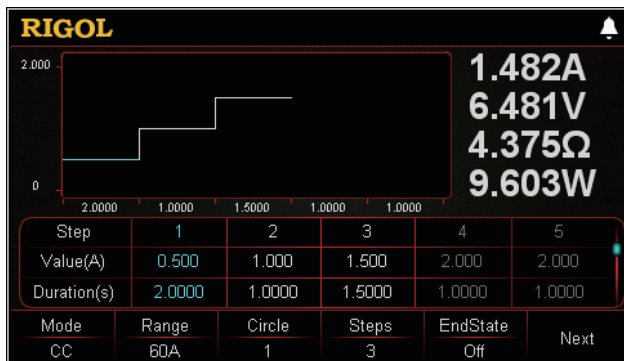 RIGOL
2.000
0
2.0000 1.0000 1.5000 1.0000 1.0000
1.482A
6.481V
4.375Ω
9.603W
Step 1 2 3 4 5
Value(A) 0.500 1.000 1.500 2.000 2.000
Duration(s) 2.0000 1.0000 1.5000 1.0000 1.0000
Mode Range Circle Steps EndState Next
CC 60A 1 3 Off